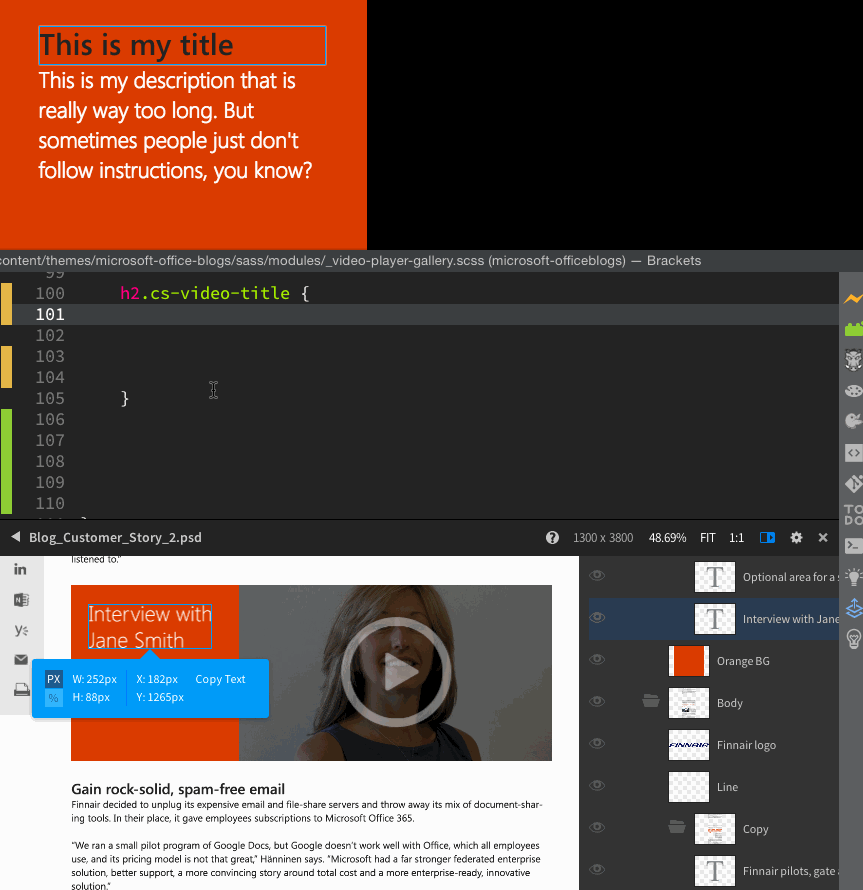 This is my title
This is my description that is
really way too long. But
sometimes people just don't
follow instructions, you know?
content/themes/microsoft-office-blogs/sass/modules/_video-player-gallery.scss (microsoft-officeblogs) — Brackets
99
100 h2.cs-video-title {
101
102
103
104
105 }
106
107
108
109
110
Blog_Customer_Story_2.psd
1300 x 3800 48.69% FIT 1:1
listened to."
Interview with
Jane Smith
PX W: 252px X: 182px Copy Text
% H: 88px Y: 1265px
Gain rock-solid, spam-free email
Finnair decided to unplug its expensive email and file-share servers and throw away its mix of document-shar-
ing tools. In their place, it gave employees subscriptions to Microsoft Office 365.
"We ran a small pilot program of Google Docs, but Google doesn't work well with Office, which all employees
use, and its pricing model is not that great," Hänninen says. "Microsoft had a far stronger federated enterprise
solution, better support, a more convincing story around total cost and a more enterprise-ready, innovative
solution."
T Optional area for a s
T Interview with Jane
Orange BG
Body
FINNAIR Finnair logo
Line
Copy
T Finnair pilots, gate a
TO
DO
in